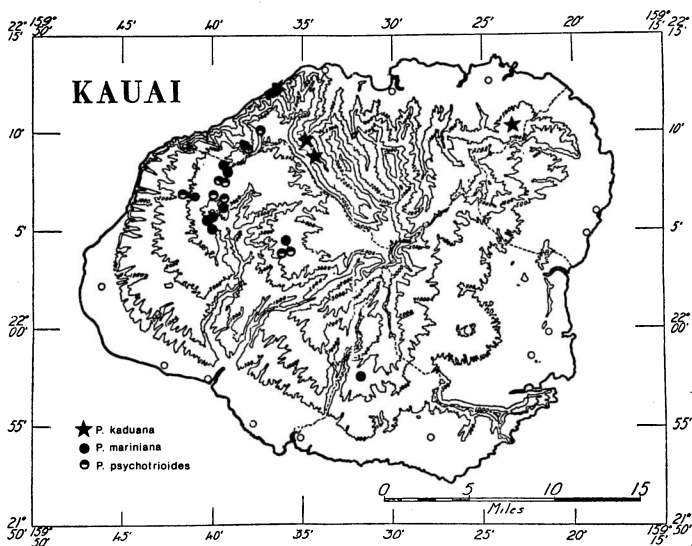 22° 15' 159° 50' 45' 40' 35' 30' 25' 20' 159° 15' 22° 15'
KAUAI
10' 10'
5' 5'
22° 00' 22° 00'
55' 55'
P. kaduana
P. mariniana
P. psychotrioides
0 5 10 15
Miles
21° 50' 159° 50' 45' 40' 35' 30' 25' 20' 159° 15' 21° 50'